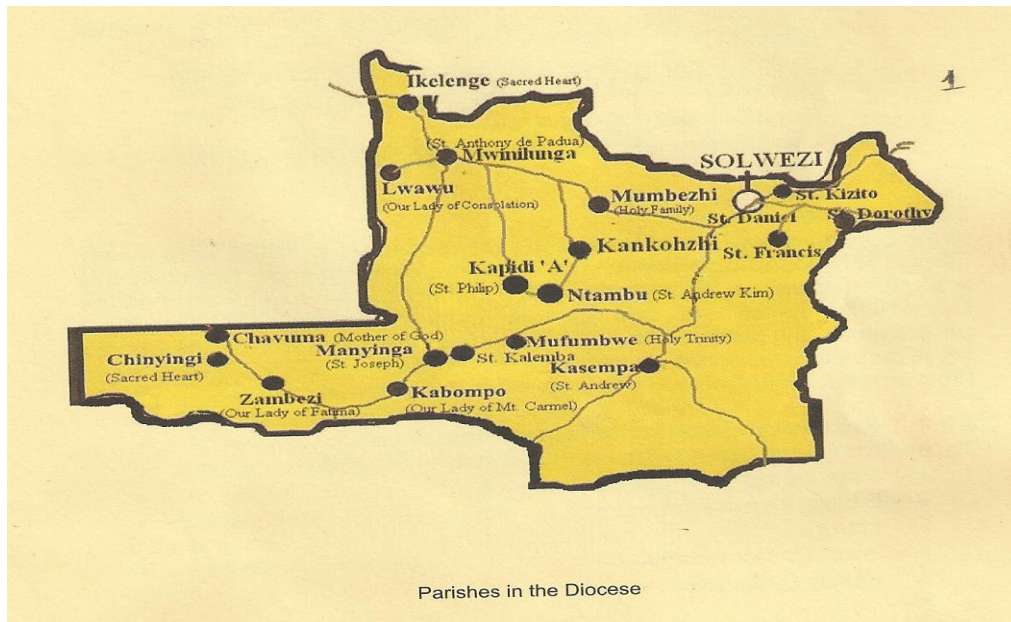 Ikelenge (Sacred Heart)
1
(St. Anthony de Padua)
Mwinilunga
SOLWEZI
Lwawu
(Our Lady of Consolation)
Mumbezhi
(Holy Family)
St. Kizito
St. Daniel
St. Dorothy
Kankohzhi
St. Francis
Kapidi 'A'
(St. Philip)
Ntambu (St. Andrew Kim)
Chavuma (Mother of God)
Mufumbwe (Holy Trinity)
Manyinga
(St. Joseph)
St. Kalemba
Chinyingi
(Sacred Heart)
Kasempa
(St. Andrew)
Zambezi
(Our Lady of Fatima)
Kabompo
(Our Lady of Mt. Carmel)
Parishes in the Diocese